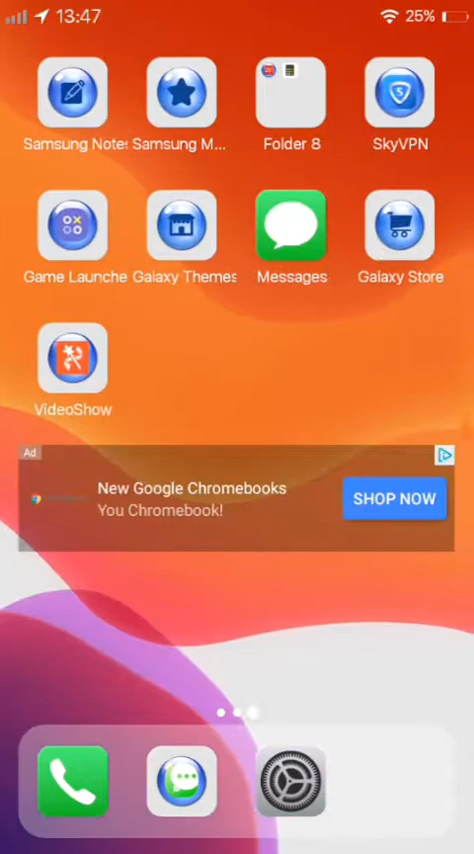 13:47
25%
Samsung Notes
Samsung M...
Folder 8
SkyVPN
Game Launche
Galaxy Themes
Messages
Galaxy Store
VideoShow
Ad
New Google Chromebooks
You Chromebook!
SHOP NOW